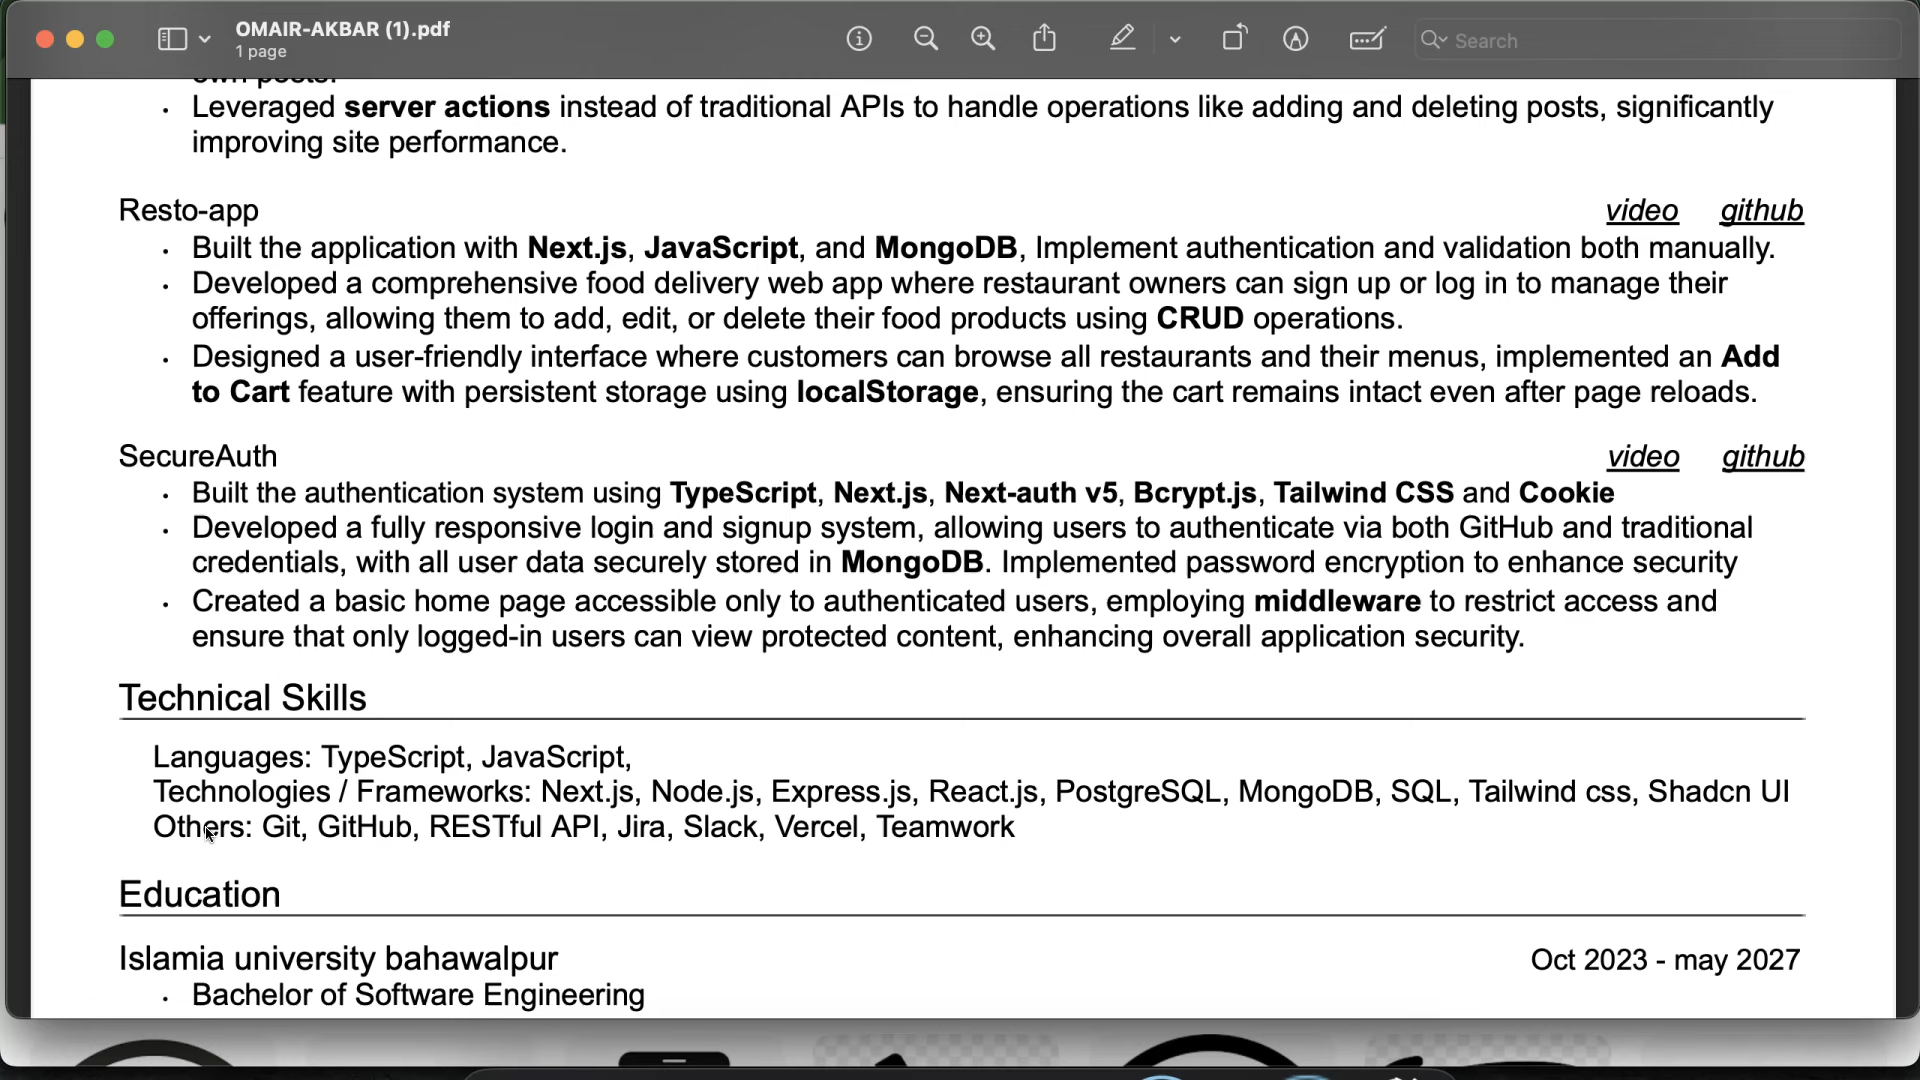 OMAIR-AKBAR (1).pdf
1 page
Search
own posts.
• Leveraged server actions instead of traditional APIs to handle operations like adding and deleting posts, significantly
improving site performance.
Resto-app video github
• Built the application with Next.js, JavaScript, and MongoDB, Implement authentication and validation both manually.
• Developed a comprehensive food delivery web app where restaurant owners can sign up or log in to manage their
offerings, allowing them to add, edit, or delete their food products using CRUD operations.
• Designed a user-friendly interface where customers can browse all restaurants and their menus, implemented an Add
to Cart feature with persistent storage using localStorage, ensuring the cart remains intact even after page reloads.
SecureAuth video github
• Built the authentication system using TypeScript, Next.js, Next-auth v5, Bcrypt.js, Tailwind CSS and Cookie
• Developed a fully responsive login and signup system, allowing users to authenticate via both GitHub and traditional
credentials, with all user data securely stored in MongoDB. Implemented password encryption to enhance security
• Created a basic home page accessible only to authenticated users, employing middleware to restrict access and
ensure that only logged-in users can view protected content, enhancing overall application security.
Technical Skills
Languages: TypeScript, JavaScript,
Technologies / Frameworks: Next.js, Node.js, Express.js, React.js, PostgreSQL, MongoDB, SQL, Tailwind css, Shadcn UI
Others: Git, GitHub, RESTful API, Jira, Slack, Vercel, Teamwork
Education
Islamia university bahawalpur Oct 2023 - may 2027
• Bachelor of Software Engineering